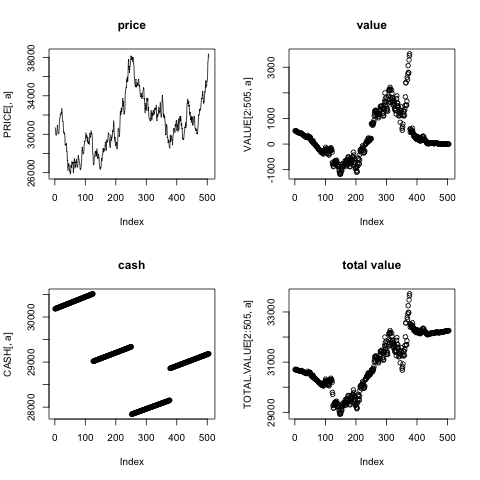 price
PRICE[, a]
26000 30000 34000 38000
0 100 200 300 400 500
Index
value
VALUE[2:505, a]
-1000 0 1000 3000
0 100 200 300 400 500
Index
cash
CASH[, a]
28000 29000 30000
0 100 200 300 400 500
Index
total value
TOTAL.VALUE[2:505, a]
29000 31000 33000
0 100 200 300 400 500
Index